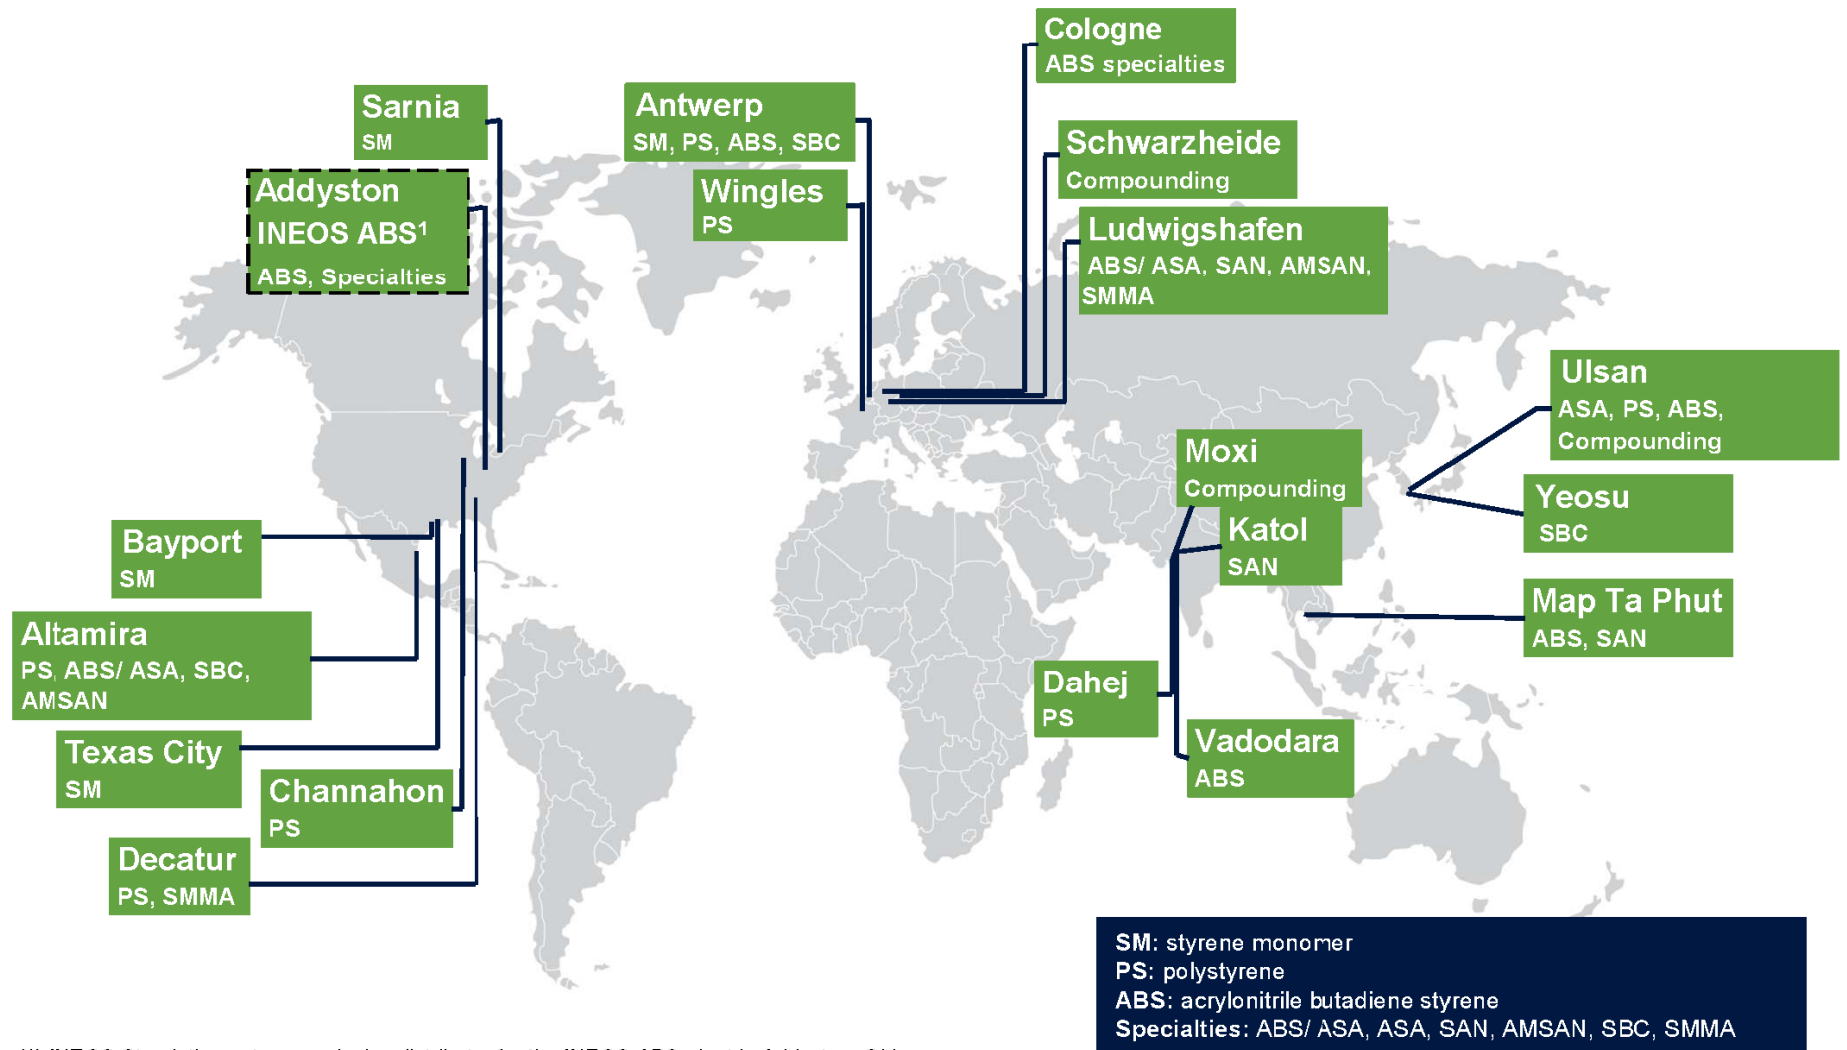 Cologne
ABS specialties
Sarnia
SM
Antwerp
SM, PS, ABS, SBC
Schwarzheide
Compounding
Addyston
INEOS ABS¹
ABS, Specialties
Wingles
PS
Ludwigshafen
ABS/ ASA, SAN, AMSAN,
SMMA
Ulsan
ASA, PS, ABS,
Compounding
Moxi
Compounding
Yeosu
SBC
Katol
SAN
Bayport
SM
Map Ta Phut
ABS, SAN
Altamira
PS, ABS/ ASA, SBC,
AMSAN
Dahej
PS
Vadodara
ABS
Texas City
SM
Channahon
PS
Decatur
PS, SMMA
SM: styrene monomer
PS: polystyrene
ABS: acrylonitrile butadiene styrene
Specialties: ABS/ ASA, ASA, SAN, AMSAN, SBC, SMMA